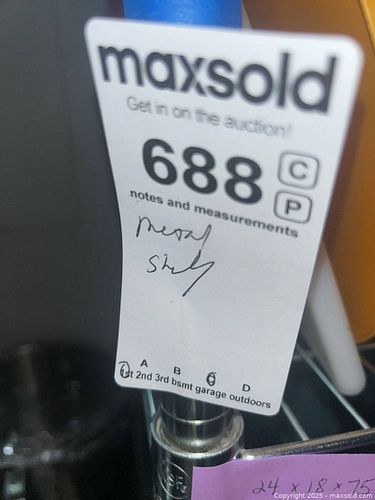 maxsold
Get in on the auction!
688 C
P
notes and measurements
metal
shelf
A B C D
1st 2nd 3rd bsmt garage outdoors
24 x 18 x 75
Copyright 2025 - maxsold.com